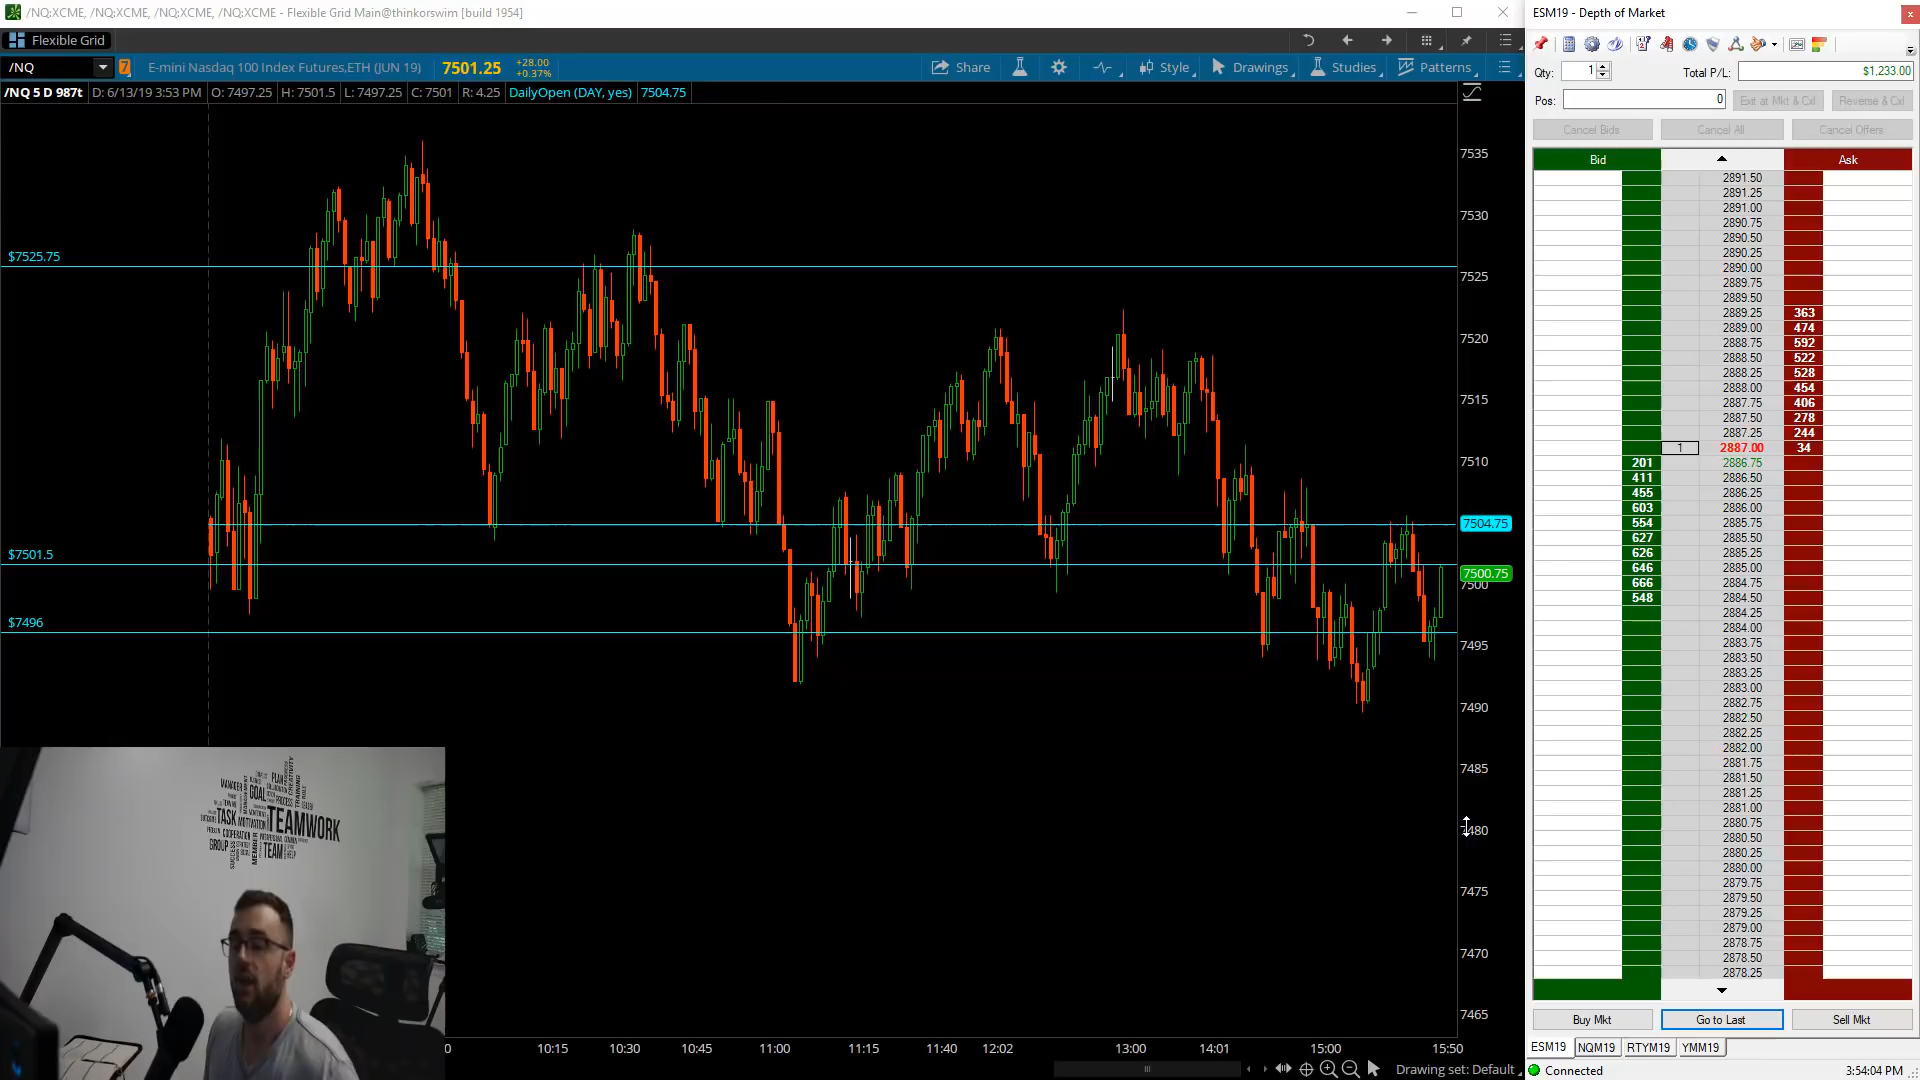 /NQ:XCME, /NQ:XCME, /NQ:XCME, /NQ:XCME - Flexible Grid Main@thinkorswim [build 1954]
Flexible Grid
/NQ
E-mini Nasdaq 100 Index Futures,ETH (JUN 19)
7501.25
+28.00
+0.37%
Share
Style
Drawings
Studies
Patterns
/NQ 5 D 987t
D: 6/13/19 3:53 PM
O: 7497.25
H: 7501.5
L: 7497.25
C: 7501
R: 4.25
DailyOpen (DAY, yes)
7504.75
7535
7530
$7525.75
7525
7520
7515
7510
7504.75
$7501.5
7500.75
7500
$7496
7495
7490
7485
7480
7475
7470
7465
MANAGER
GOAL
PLAN
TEAMWORK
TASK
MOTIVATION
COOPERATION
GROUP
MEMBER
TEAM
SUCCESS
PROCESS
CREATIVITY
TRAINING
0
10:15
10:30
10:45
11:00
11:15
11:40
12:02
13:00
14:01
15:00
15:50
Drawing set: Default
ESM19 - Depth of Market
Qty:
1
Total P/L:
$1,233.00
Pos:
0
Exit at Mkt & Cxl
Reverse & Cxl
Cancel Bids
Cancel All
Cancel Offers
Bid
Ask
2891.50
2891.25
2891.00
2890.75
2890.50
2890.25
2890.00
2889.75
2889.50
2889.25 363
2889.00 474
2888.75 592
2888.50 522
2888.25 528
2888.00 454
2887.75 406
2887.50 278
2887.25 244
1 2887.00 34
201 2886.75
411 2886.50
455 2886.25
603 2886.00
554 2885.75
627 2885.50
626 2885.25
646 2885.00
666 2884.75
548 2884.50
2884.25
2884.00
2883.75
2883.50
2883.25
2883.00
2882.75
2882.50
2882.25
2882.00
2881.75
2881.50
2881.25
2881.00
2880.75
2880.50
2880.25
2880.00
2879.75
2879.50
2879.25
2879.00
2878.75
2878.50
2878.25
Buy Mkt
Go to Last
Sell Mkt
ESM19
NQM19
RTYM19
YMM19
Connected
3:54:04 PM